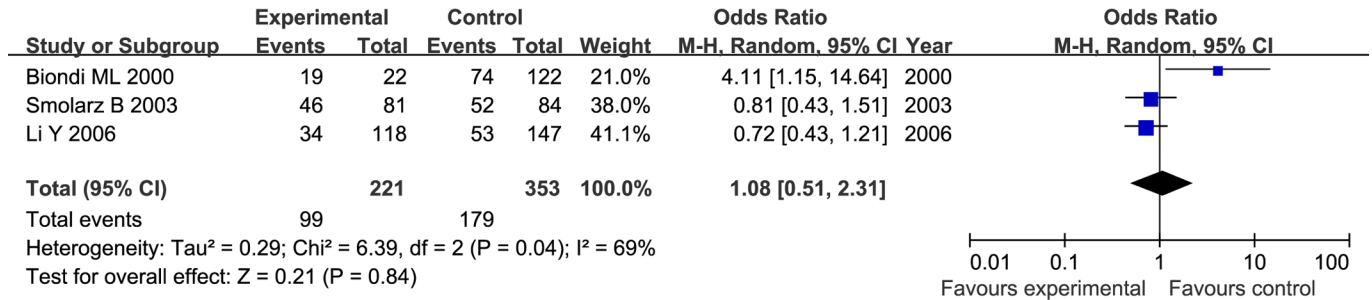 Experimental Control Odds Ratio Odds Ratio
Study or Subgroup Events Total Events Total Weight M-H, Random, 95% CI Year M-H, Random, 95% CI
Biondi ML 2000 19 22 74 122 21.0% 4.11 [1.15, 14.64] 2000
Smolarz B 2003 46 81 52 84 38.0% 0.81 [0.43, 1.51] 2003
Li Y 2006 34 118 53 147 41.1% 0.72 [0.43, 1.21] 2006
Total (95% CI) 221 353 100.0% 1.08 [0.51, 2.31]
Total events 99 179
Heterogeneity: Tau² = 0.29; Chi² = 6.39, df = 2 (P = 0.04); I² = 69%
Test for overall effect: Z = 0.21 (P = 0.84)
0.01 0.1 1 10 100
Favours experimental Favours control